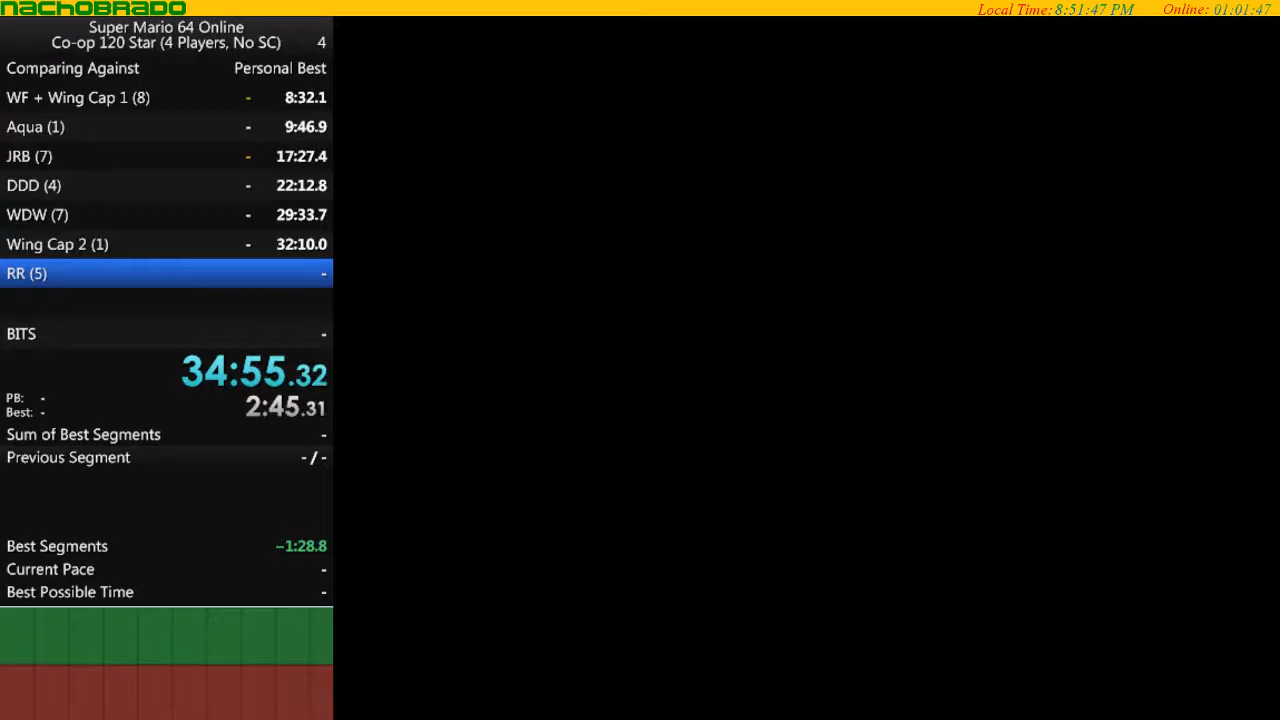 NACHOBRADO
Local Time: 8:51:47 PM Online: 01:01:47
Super Mario 64 Online
Co-op 120 Star (4 Players, No SC) 4
Comparing Against Personal Best
WF + Wing Cap 1 (8) - 8:32.1
Aqua (1) - 9:46.9
JRB (7) - 17:27.4
DDD (4) - 22:12.8
WDW (7) - 29:33.7
Wing Cap 2 (1) - 32:10.0
RR (5) -
BITS -
34:55.32
PB: -
Best: - 2:45.31
Sum of Best Segments -
Previous Segment - / -
Best Segments −1:28.8
Current Pace -
Best Possible Time -